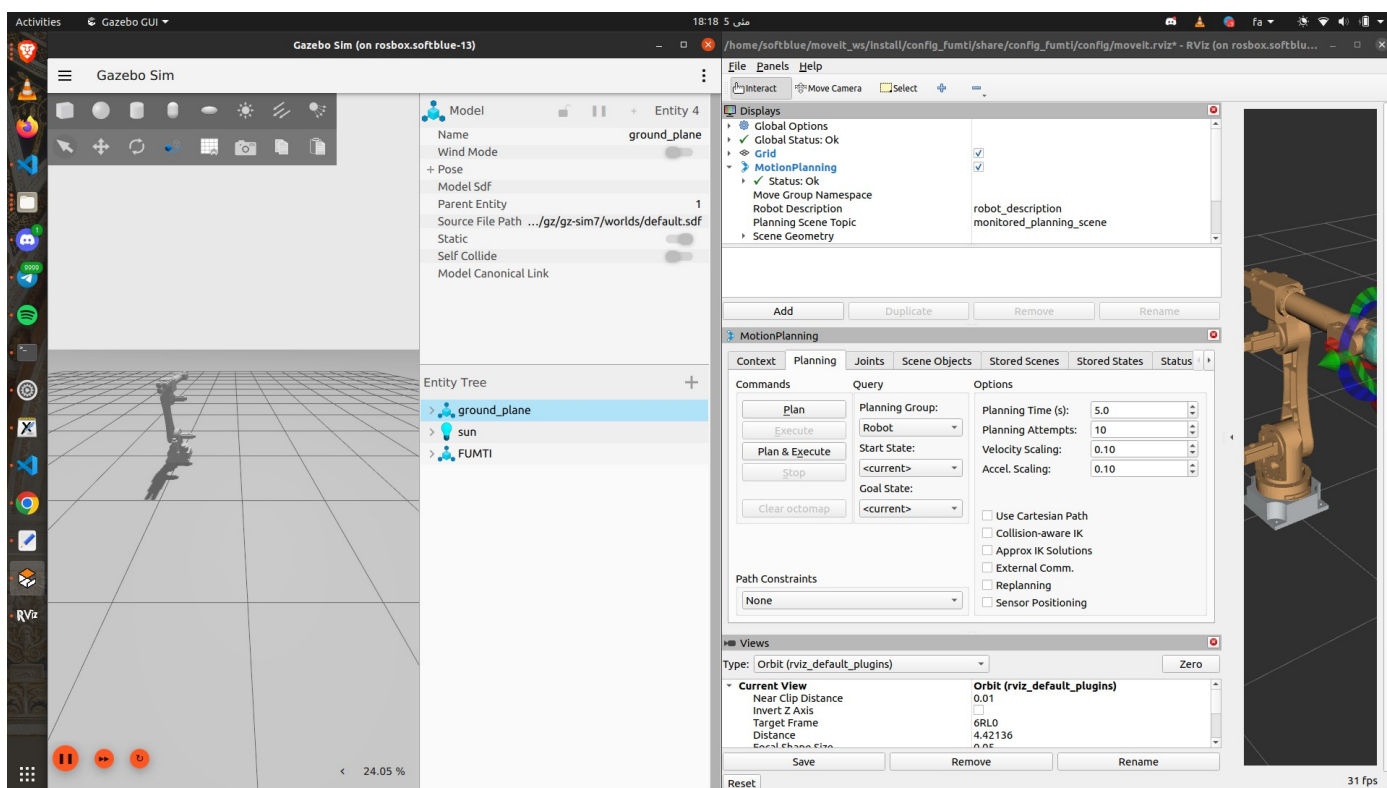 Activities
Gazebo GUI
18:18 5 مئی
fa
Gazebo Sim (on rosbox.softblue-13)
Gazebo Sim
Model
Entity 4
Name ground_plane
Wind Mode
+ Pose
Model Sdf
Parent Entity 1
Source File Path .../gz/gz-sim7/worlds/default.sdf
Static
Self Collide
Model Canonical Link
Entity Tree
ground_plane
sun
FUMTI
24.05 %
1
9999
RViz
/home/softblue/moveit_ws/install/config_fumti/share/config_fumti/config/moveit.rviz* - RViz (on rosbox.softblu...
File Panels Help
Interact Move Camera Select
Displays
Global Options
Global Status: Ok
Grid
MotionPlanning
Status: Ok
Move Group Namespace
Robot Description robot_description
Planning Scene Topic monitored_planning_scene
Scene Geometry
Add Duplicate Remove Rename
MotionPlanning
Context Planning Joints Scene Objects Stored Scenes Stored States Status
Commands Query Options
Plan Planning Group: Planning Time (s): 5.0
Execute Robot Planning Attempts: 10
Plan & Execute Start State: Velocity Scaling: 0.10
Stop <current> Accel. Scaling: 0.10
Goal State:
Clear octomap <current> Use Cartesian Path
Collision-aware IK
Approx IK Solutions
External Comm.
Path Constraints Replanning
None Sensor Positioning
Views
Type: Orbit (rviz_default_plugins) Zero
Current View Orbit (rviz_default_plugins)
Near Clip Distance 0.01
Invert Z Axis
Target Frame 6RL0
Distance 4.42136
Focal Shape Size 0.05
Save Remove Rename
Reset
31 fps